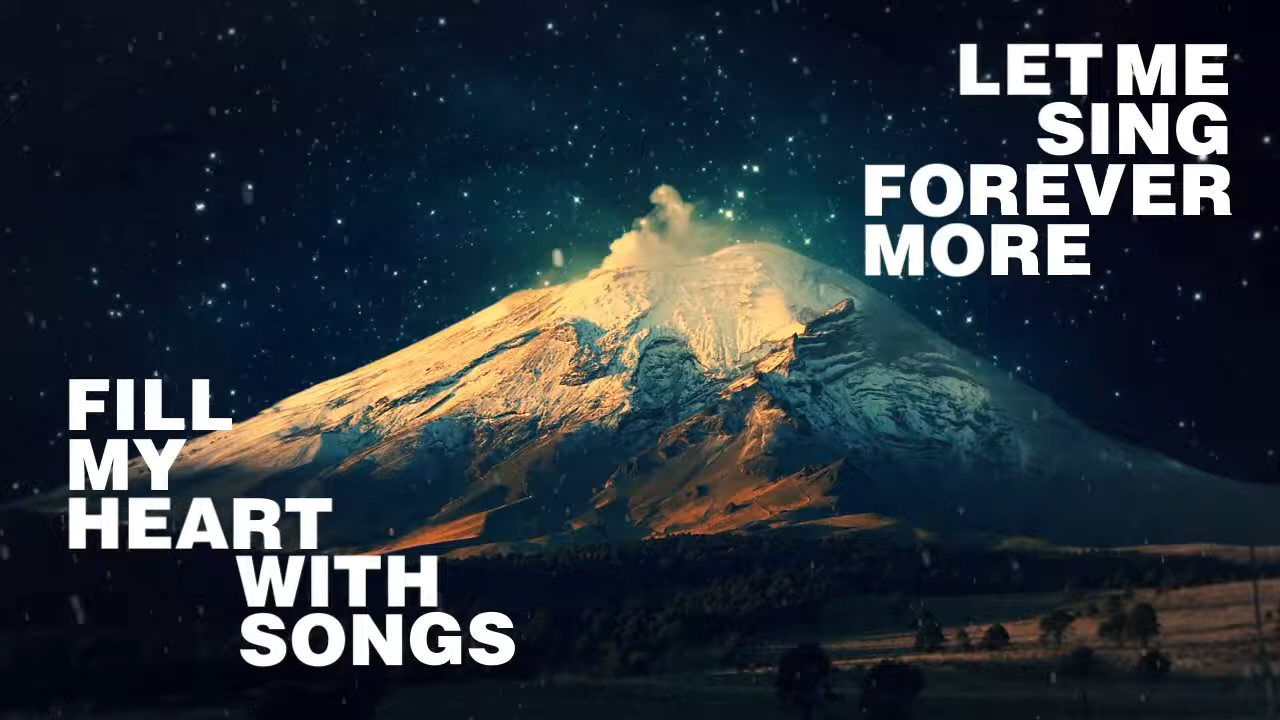 FILL
MY
HEART
WITH
SONGS
LET ME
SING
FOREVER
MORE